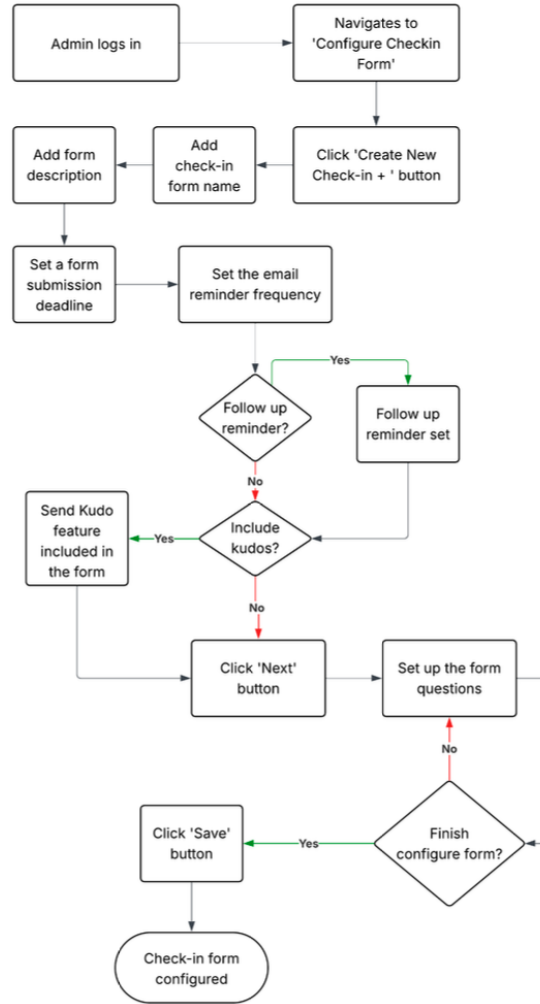 Admin logs in
Navigates to
'Configure Checkin
Form'
Click 'Create New
Check-in + ' button
Add
check-in
form name
Add form
description
Set a form
submission
deadline
Set the email
reminder frequency
Follow up
reminder?
Yes
Follow up
reminder set
No
Include
kudos?
Yes
Send Kudo
feature
included in
the form
No
Click 'Next'
button
Set up the form
questions
No
Finish
configure form?
Yes
Click 'Save'
button
Check-in form
configured